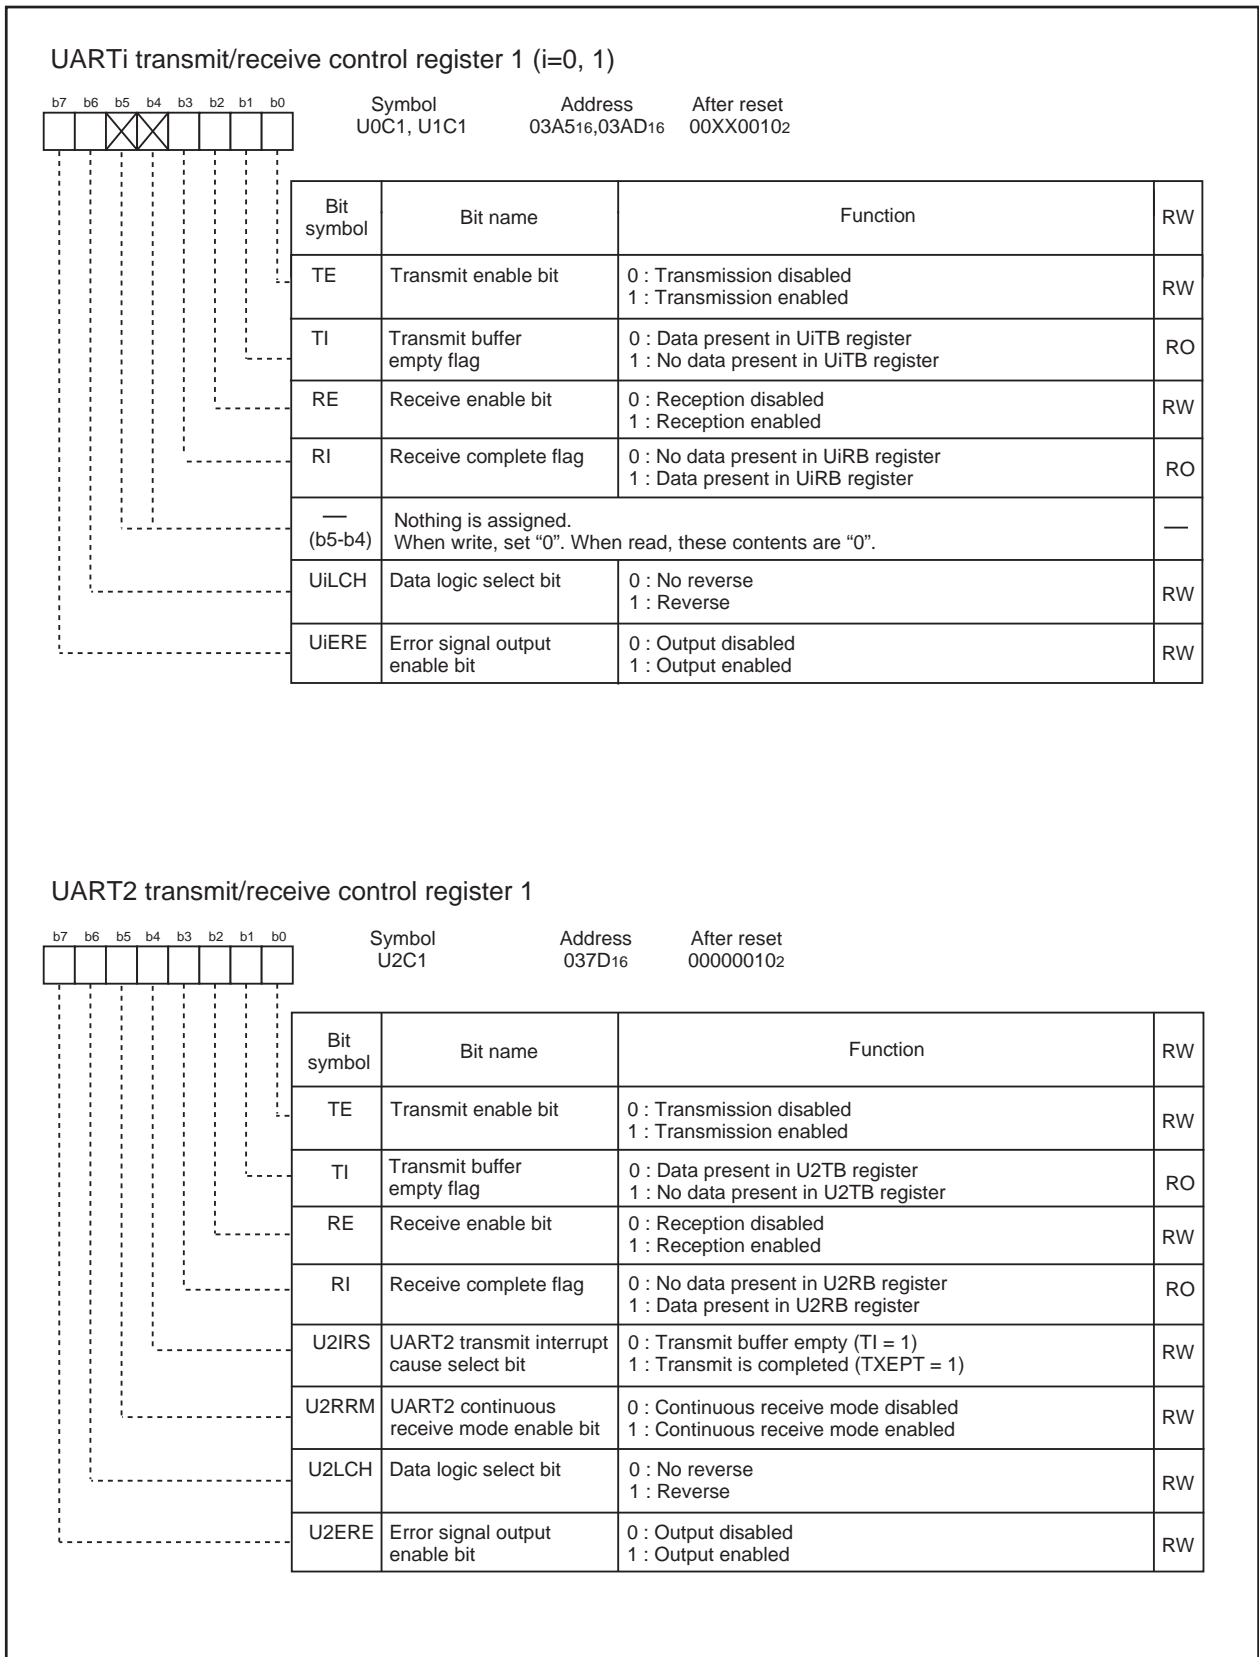 UARTi transmit/receive control register 1 (i=0, 1)
b7 b6 b5 b4 b3 b2 b1 b0
Symbol Address After reset
U0C1, U1C1 03A516,03AD16 00XX00102
Bit symbol Bit name Function RW
TE Transmit enable bit 0 : Transmission disabled
1 : Transmission enabled RW
TI Transmit buffer empty flag 0 : Data present in UiTB register
1 : No data present in UiTB register RO
RE Receive enable bit 0 : Reception disabled
1 : Reception enabled RW
RI Receive complete flag 0 : No data present in UiRB register
1 : Data present in UiRB register RO
— (b5-b4) Nothing is assigned.
When write, set “0”. When read, these contents are “0”. —
UiLCH Data logic select bit 0 : No reverse
1 : Reverse RW
UiERE Error signal output enable bit 0 : Output disabled
1 : Output enabled RW
UART2 transmit/receive control register 1
b7 b6 b5 b4 b3 b2 b1 b0
Symbol Address After reset
U2C1 037D16 000000102
Bit symbol Bit name Function RW
TE Transmit enable bit 0 : Transmission disabled
1 : Transmission enabled RW
TI Transmit buffer empty flag 0 : Data present in U2TB register
1 : No data present in U2TB register RO
RE Receive enable bit 0 : Reception disabled
1 : Reception enabled RW
RI Receive complete flag 0 : No data present in U2RB register
1 : Data present in U2RB register RO
U2IRS UART2 transmit interrupt cause select bit 0 : Transmit buffer empty (TI = 1)
1 : Transmit is completed (TXEPT = 1) RW
U2RRM UART2 continuous receive mode enable bit 0 : Continuous receive mode disabled
1 : Continuous receive mode enabled RW
U2LCH Data logic select bit 0 : No reverse
1 : Reverse RW
U2ERE Error signal output enable bit 0 : Output disabled
1 : Output enabled RW